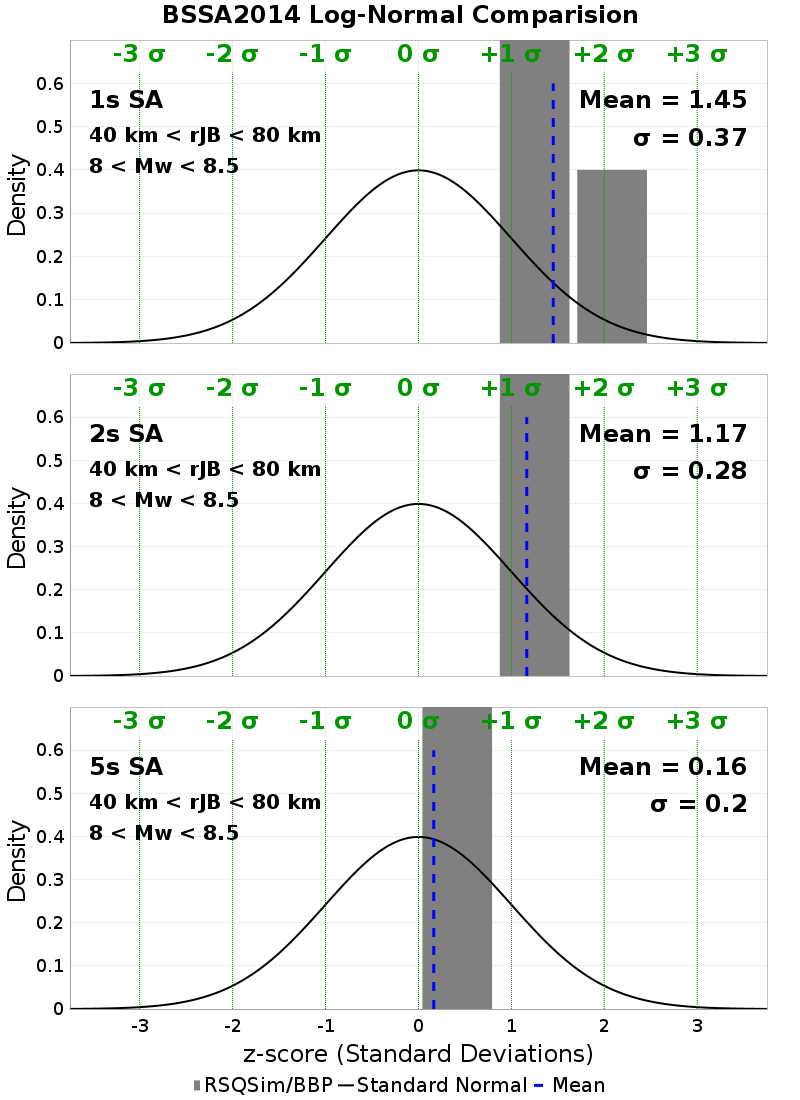 BSSA2014 Log-Normal Comparision
-3 σ -2 σ -1 σ 0 σ +1 σ +2 σ +3 σ
1s SA
40 km < rJB < 80 km
8 < Mw < 8.5
Mean = 1.45
σ = 0.37
Density
0.6
0.5
0.4
0.3
0.2
0.1
0
-3 σ -2 σ -1 σ 0 σ +1 σ +2 σ +3 σ
2s SA
40 km < rJB < 80 km
8 < Mw < 8.5
Mean = 1.17
σ = 0.28
Density
0.6
0.5
0.4
0.3
0.2
0.1
0
-3 σ -2 σ -1 σ 0 σ +1 σ +2 σ +3 σ
5s SA
40 km < rJB < 80 km
8 < Mw < 8.5
Mean = 0.16
σ = 0.2
Density
0.6
0.5
0.4
0.3
0.2
0.1
0
-3 -2 -1 0 1 2 3
z-score (Standard Deviations)
RSQSim/BBP Standard Normal Mean